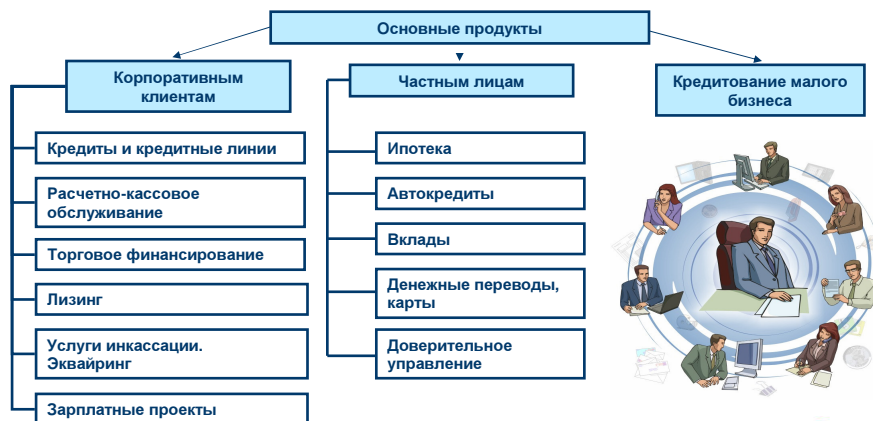 Основные продукты
Корпоративным
клиентам
Кредиты и кредитные линии
Расчетно-кассовое
обслуживание
Торговое финансирование
Лизинг
Услуги инкассации.
Эквайринг
Зарплатные проекты
Частным лицам
Ипотека
Автокредиты
Вклады
Денежные переводы,
карты
Доверительное
управление
Кредитование малого
бизнеса